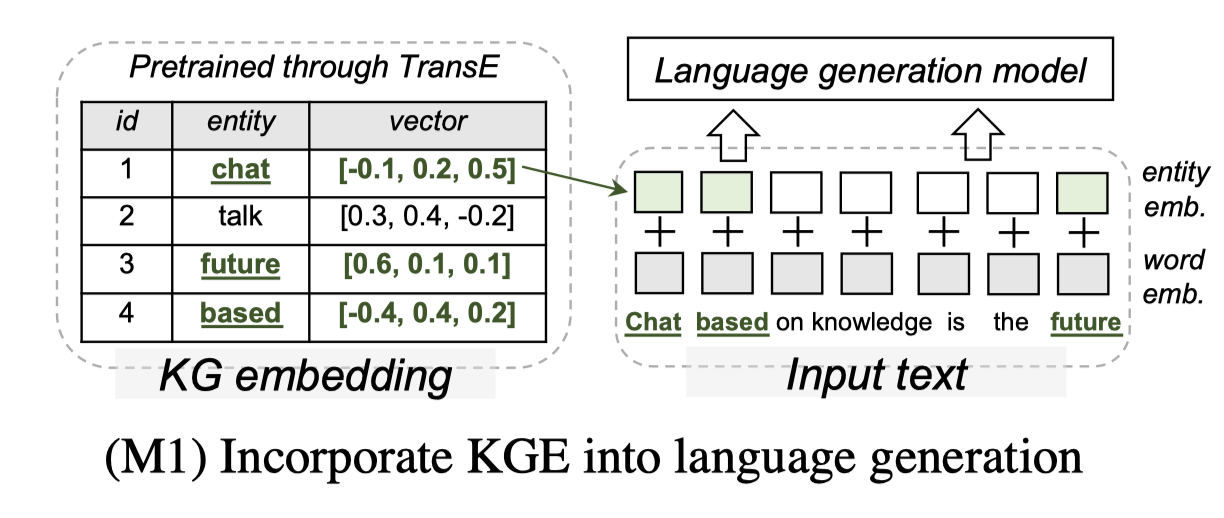 Pretrained through TransE
id entity vector
1 chat [-0.1, 0.2, 0.5]
2 talk [0.3, 0.4, -0.2]
3 future [0.6, 0.1, 0.1]
4 based [-0.4, 0.4, 0.2]
KG embedding
Language generation model
entity
emb.
+ + + + + + +
word
emb.
Chat based on knowledge is the future
Input text
(M1) Incorporate KGE into language generation